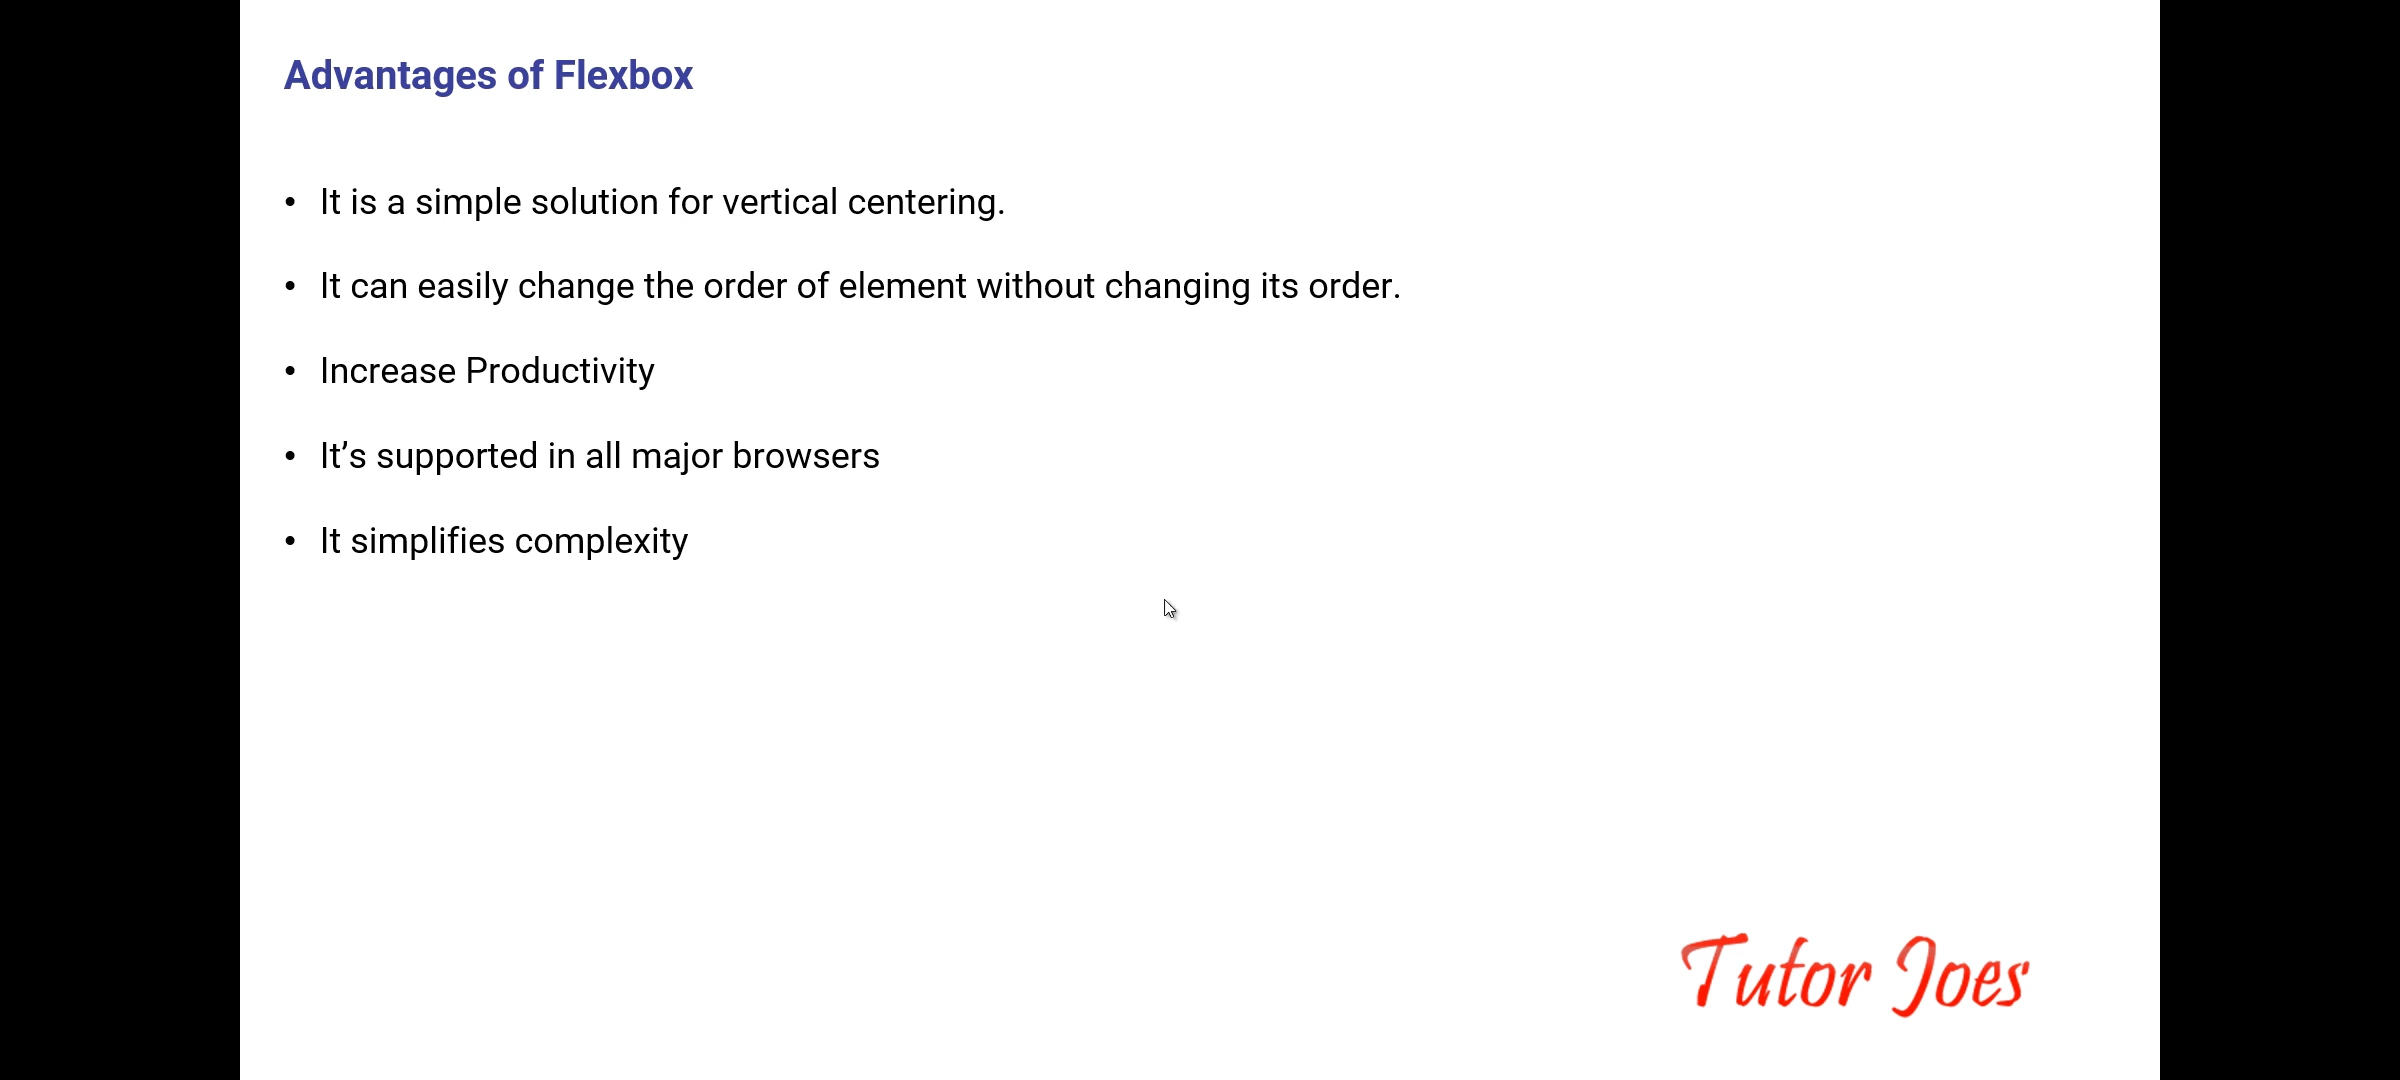 Advantages of Flexbox
• It is a simple solution for vertical centering.
• It can easily change the order of element without changing its order.
• Increase Productivity
• It’s supported in all major browsers
• It simplifies complexity
Tutor Joes